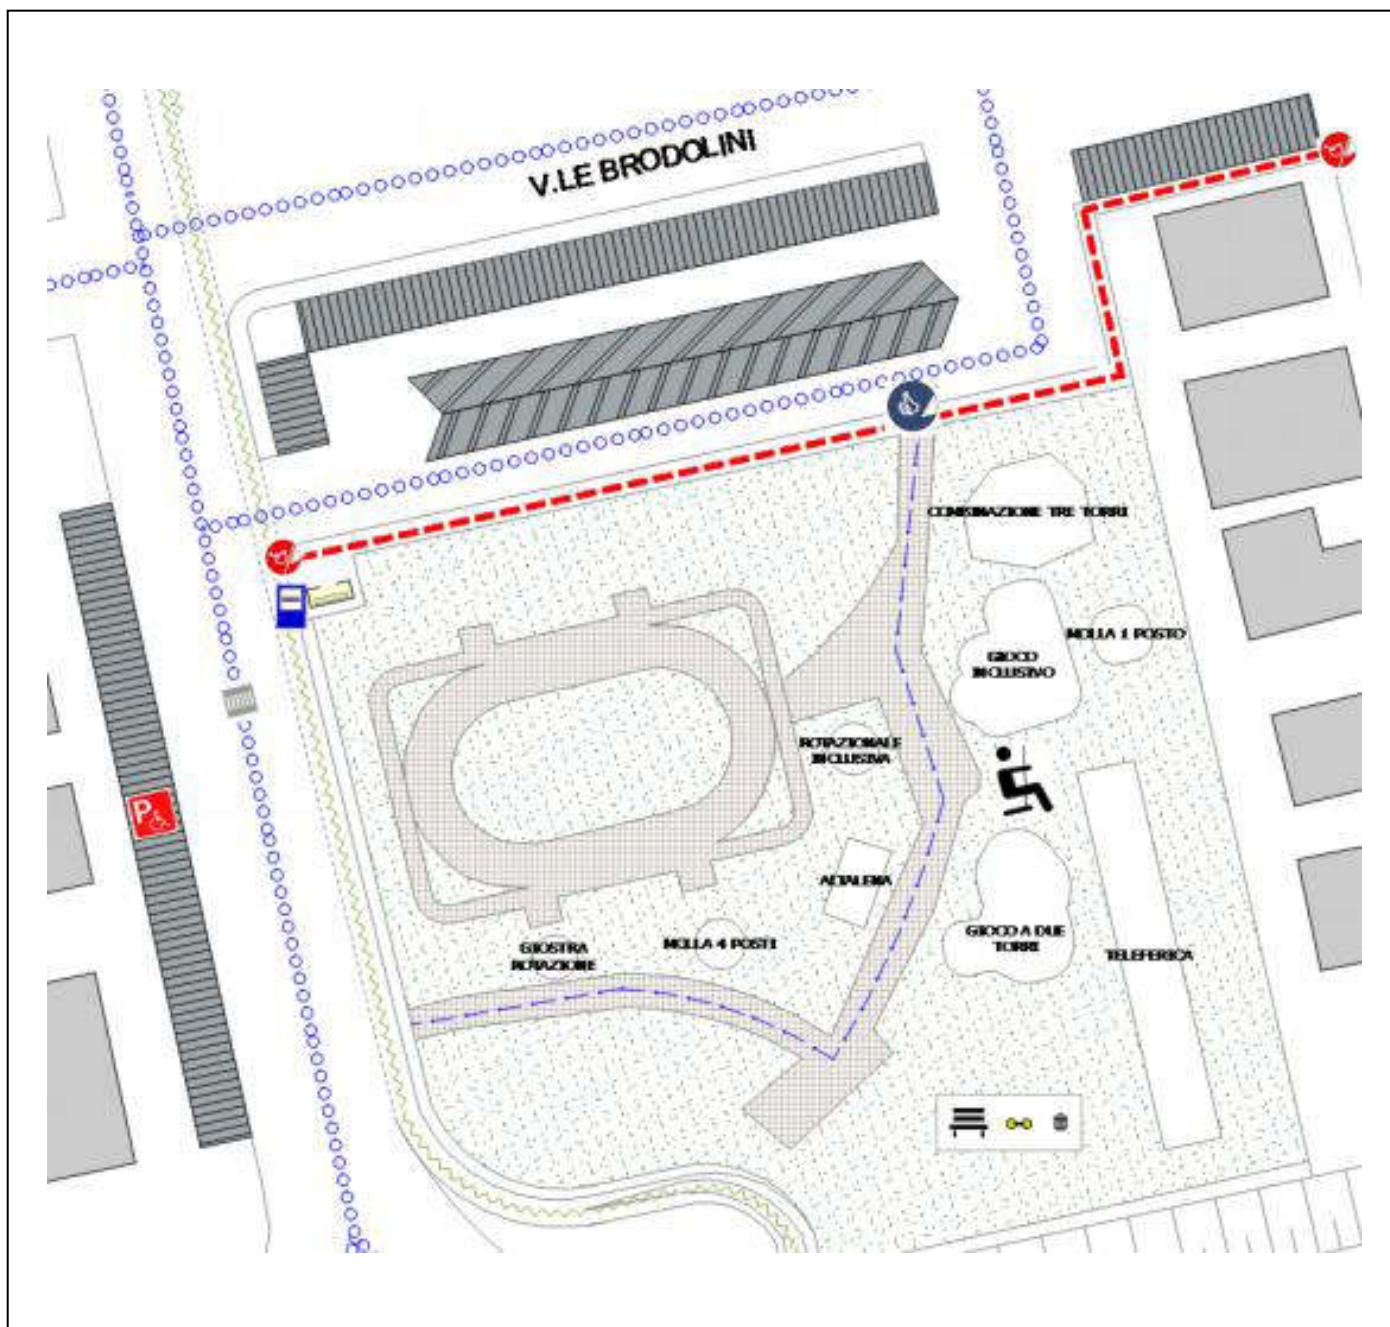 V.LE BRODOLINI
COMBINAZIONE TRE TORRI
MOLLA 1 POSTO
GIOCO
INCLUSIVO
ROTAZIONALE
INCLUSIVA
P
ALTALENA
GIOCO A DUE
TORRI
MOLLA 4 POSTI
GIOSTRA
ROTAZIONE
TELEFERICA